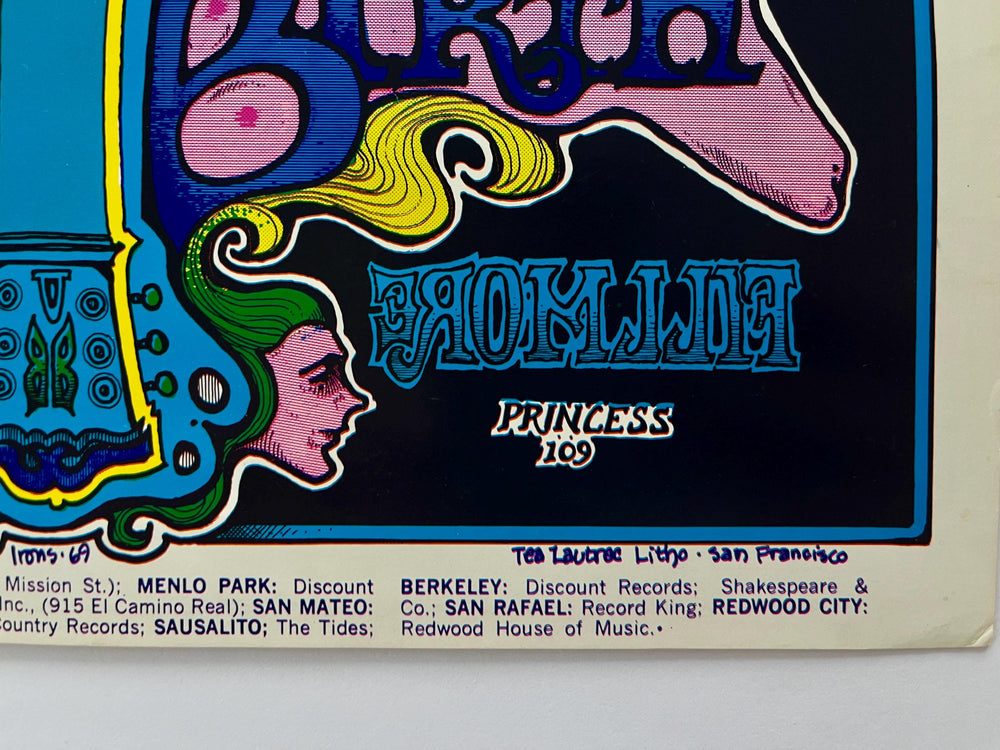 BIRTH
FILLMORE
PRINCESS
109
Irons·69
Tea Lautrec Litho · San Francisco
Mission St.); MENLO PARK: Discount
Inc., (915 El Camino Real); SAN MATEO:
Country Records; SAUSALITO; The Tides;
BERKELEY: Discount Records; Shakespeare &
Co.; SAN RAFAEL: Record King; REDWOOD CITY:
Redwood House of Music.•